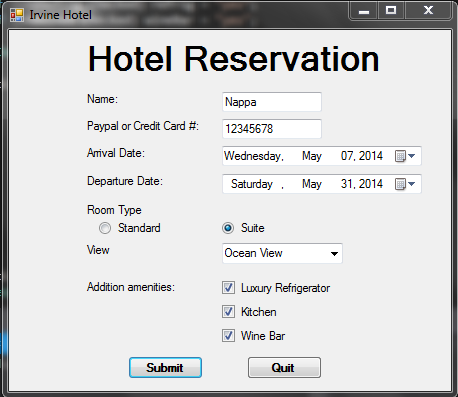 Irvine Hotel
Hotel Reservation
Name: Nappa
Paypal or Credit Card #: 12345678
Arrival Date: Wednesday, May 07, 2014
Departure Date: Saturday , May 31, 2014
Room Type
Standard Suite
View Ocean View
Addition amenities: Luxury Refrigerator
Kitchen
Wine Bar
Submit Quit